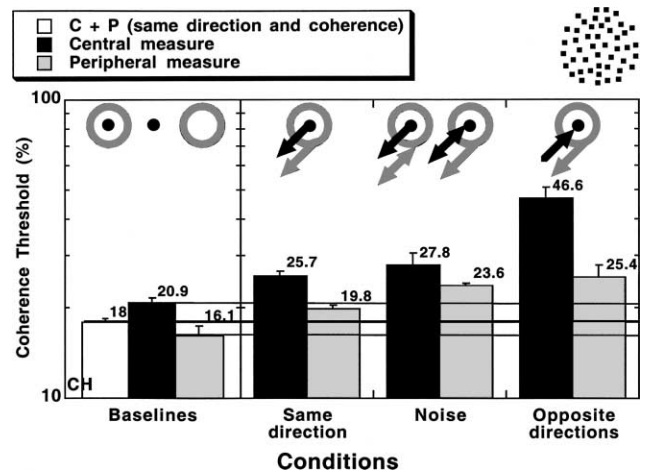 C + P (same direction and coherence)
Central measure
Peripheral measure
100
Coherence Threshold (%)
46.6
25.7
27.8
20.9
23.6
25.4
18
16.1
19.8
CH
10
Baselines
Same
direction
Noise
Opposite
directions
Conditions